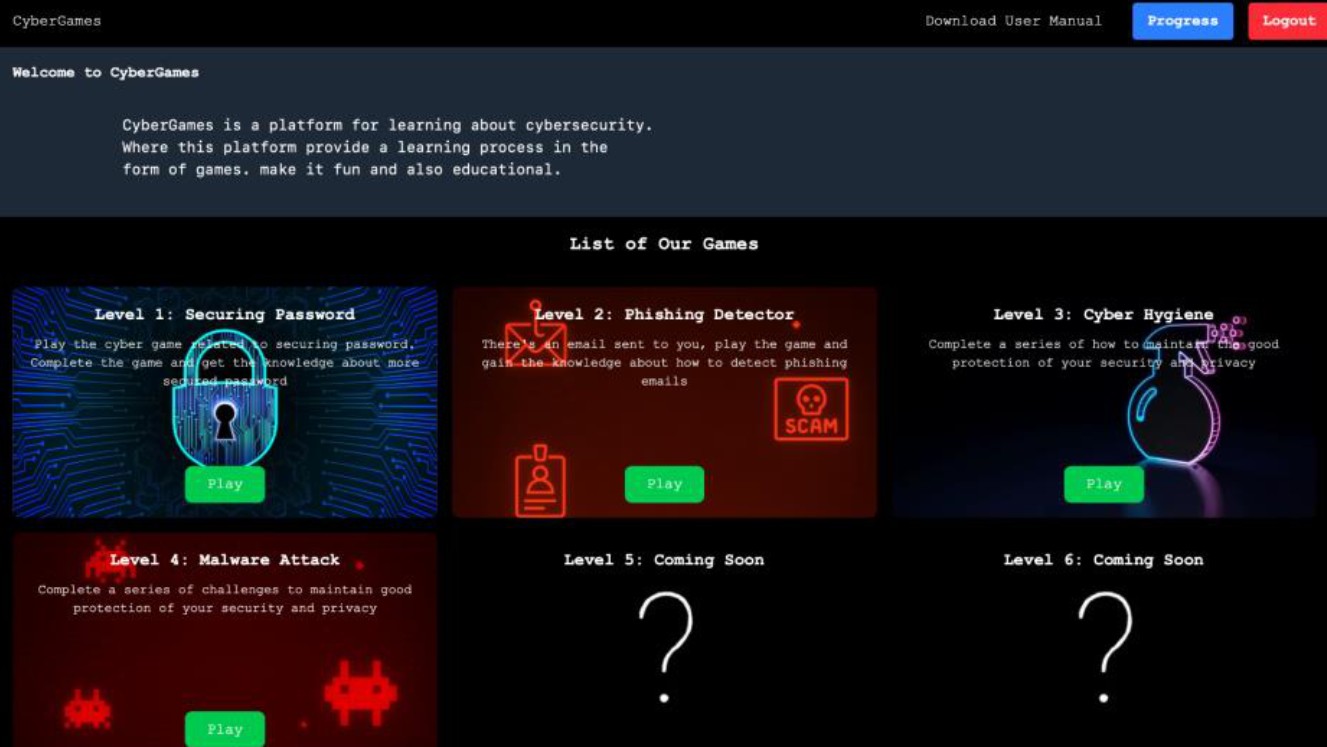 CyberGames
Download User Manual
Progress
Logout
Welcome to CyberGames
CyberGames is a platform for learning about cybersecurity.
Where this platform provide a learning process in the
form of games. make it fun and also educational.
List of Our Games
Level 1: Securing Password
Play the cyber game related to securing password.
Complete the game and get the knowledge about more
secured password
Play
Level 2: Phishing Detector
There's an email sent to you, play the game and
gain the knowledge about how to detect phishing
emails
SCAM
Play
Level 3: Cyber Hygiene
Complete a series of how to maintain the good
protection of your security and privacy
Play
Level 4: Malware Attack
Complete a series of challenges to maintain good
protection of your security and privacy
Play
Level 5: Coming Soon
?
Level 6: Coming Soon
?